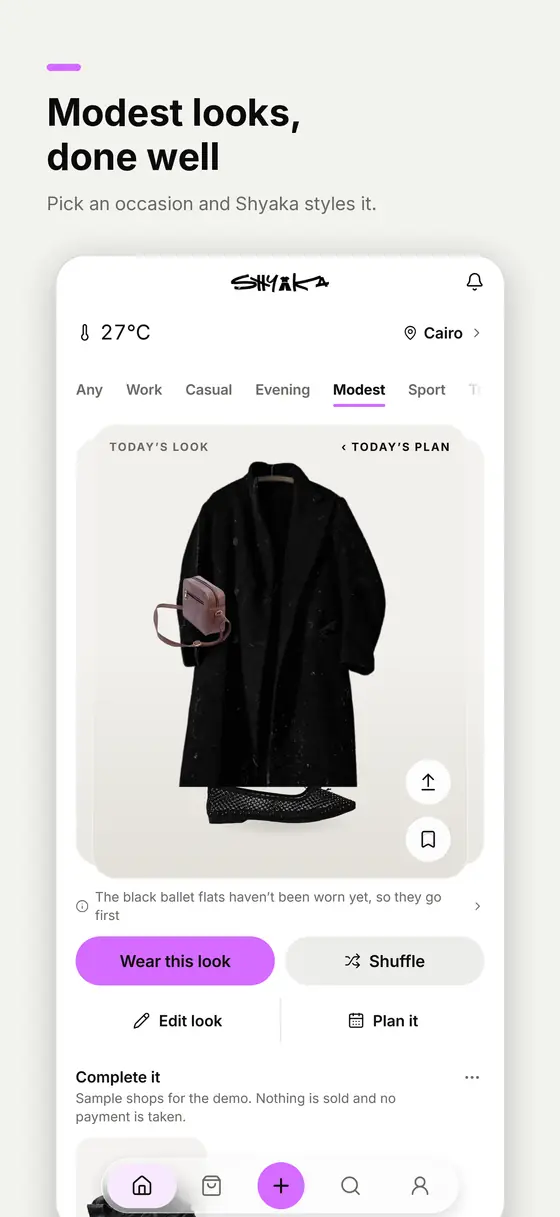 Modest looks,
done well
Pick an occasion and Shyaka styles it.
SHYAKA
27°C
Cairo
Any Work Casual Evening Modest Sport
TODAY’S LOOK
‹ TODAY’S PLAN
The black ballet flats haven’t been worn yet, so they go
first
Wear this look
Shuffle
Edit look
Plan it
Complete it
Sample shops for the demo. Nothing is sold and no
payment is taken.